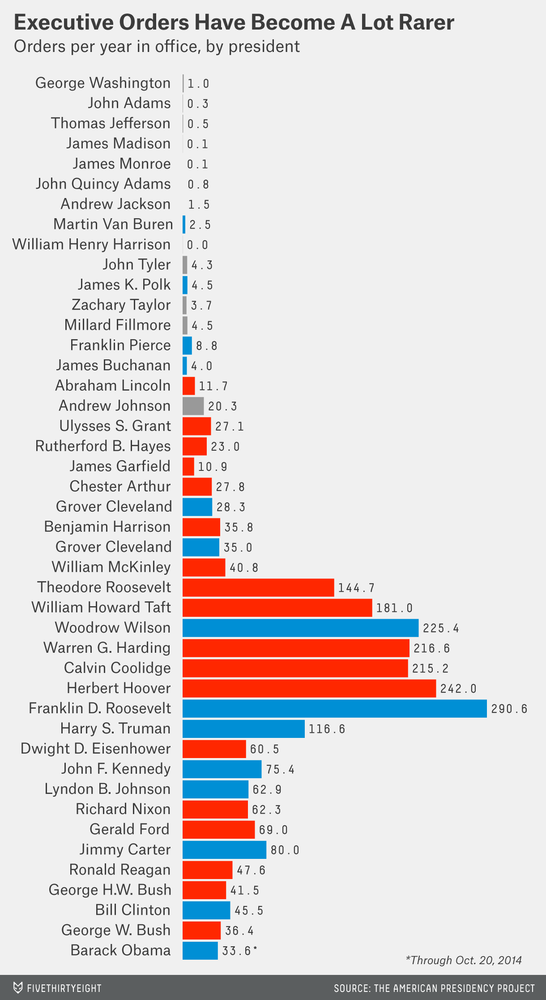 Executive Orders Have Become A Lot Rarer
Orders per year in office, by president
George Washington 1.0
John Adams 0.3
Thomas Jefferson 0.5
James Madison 0.1
James Monroe 0.1
John Quincy Adams 0.8
Andrew Jackson 1.5
Martin Van Buren 2.5
William Henry Harrison 0.0
John Tyler 4.3
James K. Polk 4.5
Zachary Taylor 3.7
Millard Fillmore 4.5
Franklin Pierce 8.8
James Buchanan 4.0
Abraham Lincoln 11.7
Andrew Johnson 20.3
Ulysses S. Grant 27.1
Rutherford B. Hayes 23.0
James Garfield 10.9
Chester Arthur 27.8
Grover Cleveland 28.3
Benjamin Harrison 35.8
Grover Cleveland 35.0
William McKinley 40.8
Theodore Roosevelt 144.7
William Howard Taft 181.0
Woodrow Wilson 225.4
Warren G. Harding 216.6
Calvin Coolidge 215.2
Herbert Hoover 242.0
Franklin D. Roosevelt 290.6
Harry S. Truman 116.6
Dwight D. Eisenhower 60.5
John F. Kennedy 75.4
Lyndon B. Johnson 62.9
Richard Nixon 62.3
Gerald Ford 69.0
Jimmy Carter 80.0
Ronald Reagan 47.6
George H.W. Bush 41.5
Bill Clinton 45.5
George W. Bush 36.4
Barack Obama 33.6*
*Through Oct. 20, 2014
FIVETHIRTYEIGHT
SOURCE: THE AMERICAN PRESIDENCY PROJECT